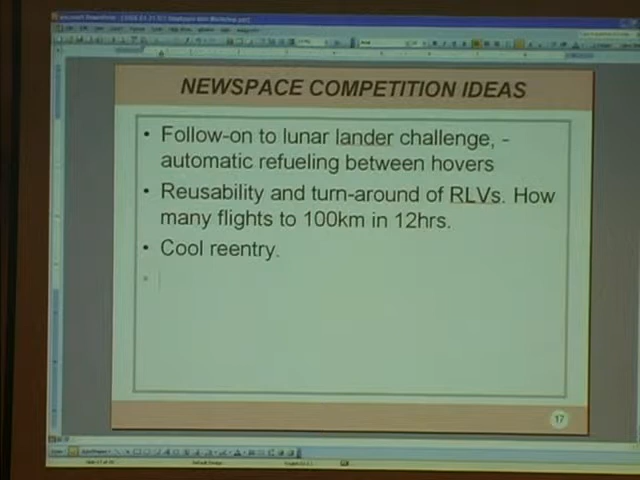 NEWSPACE COMPETITION IDEAS
• Follow-on to lunar lander challenge, -
automatic refueling between hovers
• Reusability and turn-around of RLVs. How
many flights to 100km in 12hrs.
• Cool reentry.
•
17